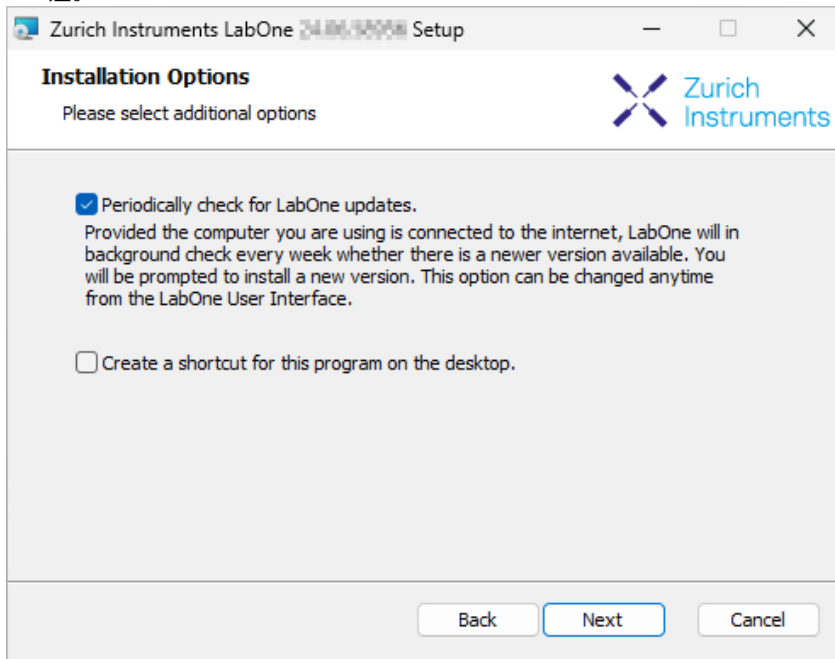 Zurich Instruments LabOne Setup
Installation Options
Please select additional options
Zurich
Instruments
Periodically check for LabOne updates.
Provided the computer you are using is connected to the internet, LabOne will in
background check every week whether there is a newer version available. You
will be prompted to install a new version. This option can be changed anytime
from the LabOne User Interface.
Create a shortcut for this program on the desktop.
Back Next Cancel